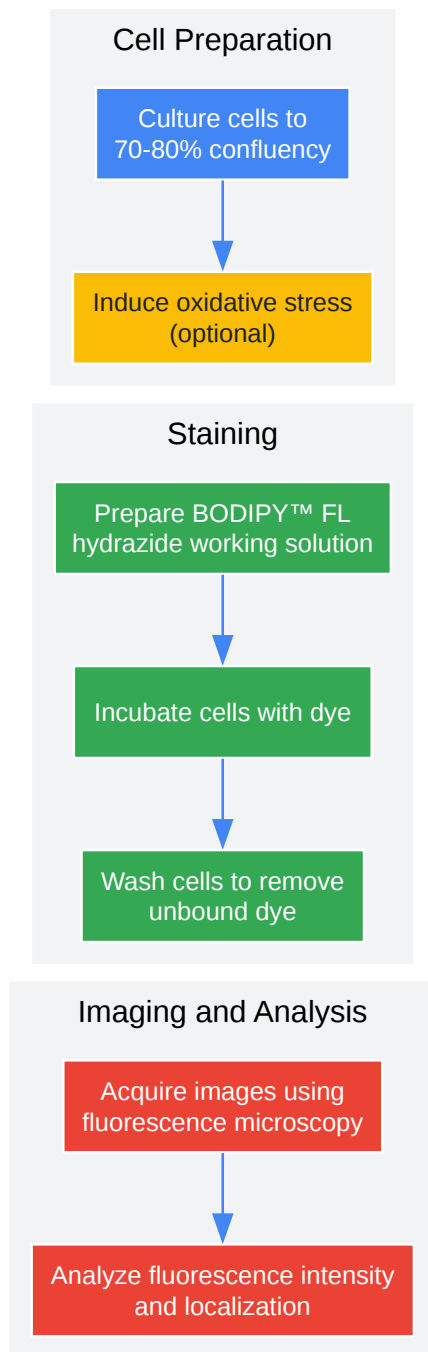 Cell Preparation
Culture cells to
70-80% confluency
Induce oxidative stress
(optional)
Staining
Prepare BODIPY™ FL
hydrazide working solution
Incubate cells with dye
Wash cells to remove
unbound dye
Imaging and Analysis
Acquire images using
fluorescence microscopy
Analyze fluorescence intensity
and localization